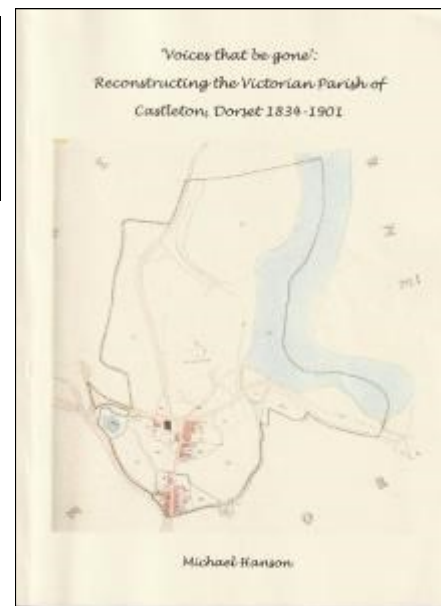 'Voices that be gone':
Reconstructing the Victorian Parish of
Castleton, Dorset 1834-1901
Michael Hanson